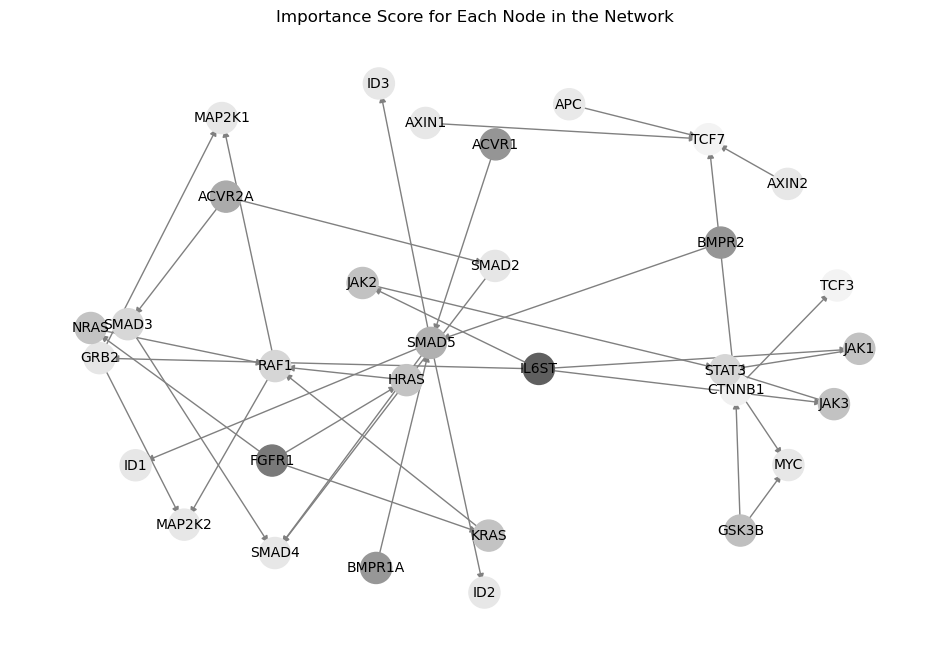 Importance Score for Each Node in the Network
ID3
APC
MAP2K1
AXIN1
TCF7
ACVR1
AXIN2
ACVR2A
BMPR2
SMAD2
JAK2
TCF3
SMAD3
NRAS
SMAD5
JAK1
GRB2
RAF1
IL6ST
STAT3
HRAS
CTNNB1
JAK3
FGFR1
ID1
MYC
MAP2K2
GSK3B
KRAS
SMAD4
BMPR1A
ID2